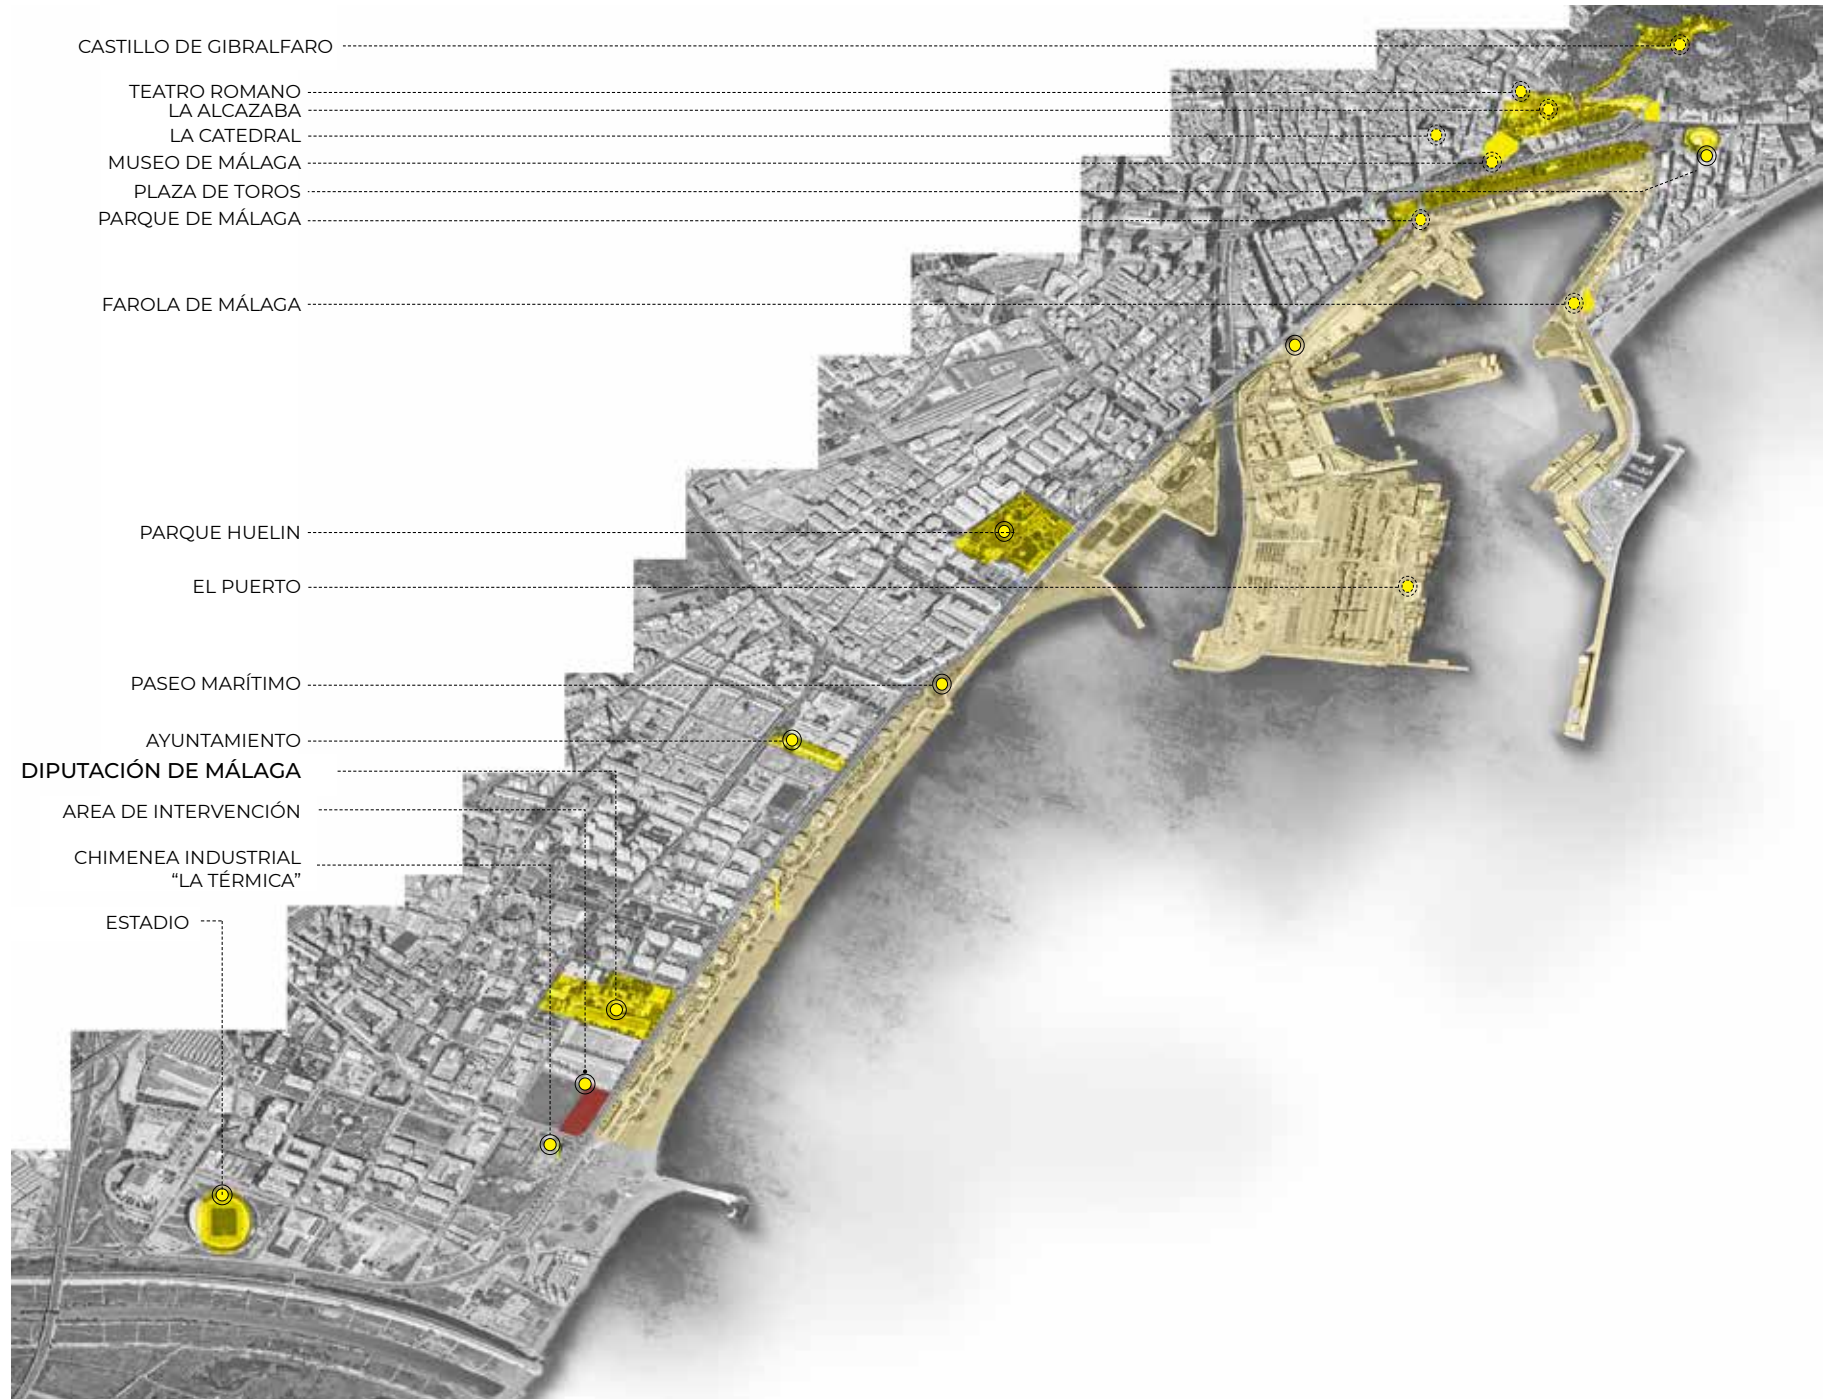 CASTILLO DE GIBRALFARO
TEATRO ROMANO
LA ALCAZABA
LA CATEDRAL
MUSEO DE MÁLAGA
PLAZA DE TOROS
PARQUE DE MÁLAGA
FAROLA DE MÁLAGA
PARQUE HUELIN
EL PUERTO
PASEO MARÍTIMO
AYUNTAMIENTO
DIPUTACIÓN DE MÁLAGA
AREA DE INTERVENCIÓN
CHIMENEA INDUSTRIAL
“LA TÉRMICA”
ESTADIO